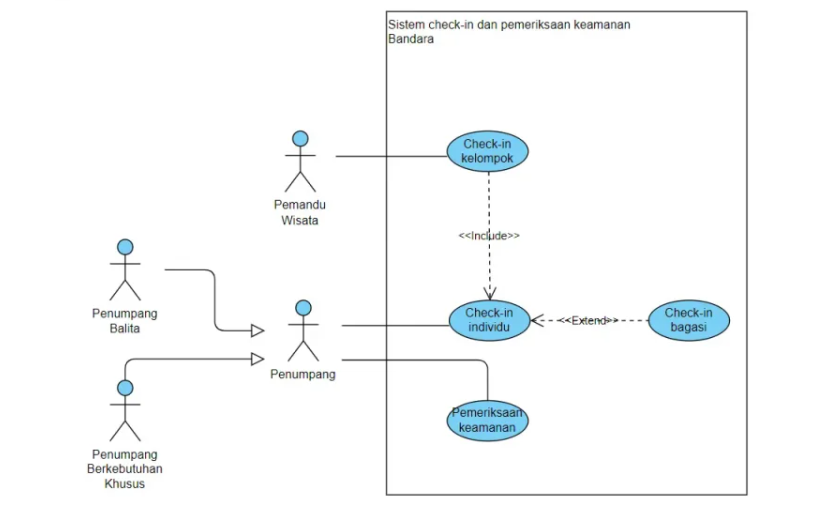 Sistem check-in dan pemeriksaan keamanan
Bandara
Check-in
kelompok
Pemandu
Wisata
<<Include>>
Penumpang
Balita
Penumpang
Check-in
individu
<<Extend>>
Check-in
bagasi
Pemeriksaan
keamanan
Penumpang
Berkebutuhan
Khusus